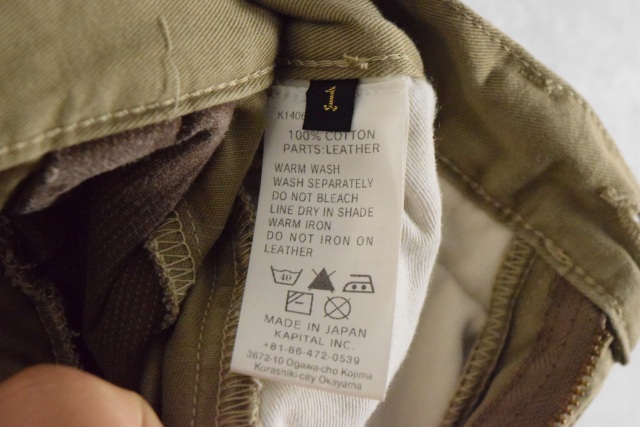 1
100% COTTON
PARTS:LEATHER
WARM WASH
WASH SEPARATELY
DO NOT BLEACH
LINE DRY IN SHADE
WARM IRON
DO NOT IRON ON
LEATHER
40
MADE IN JAPAN
KAPITAL INC.
+81-86-472-0539
3672-10 Ogawa-cho Kojima
Kurashiki-city Okayama